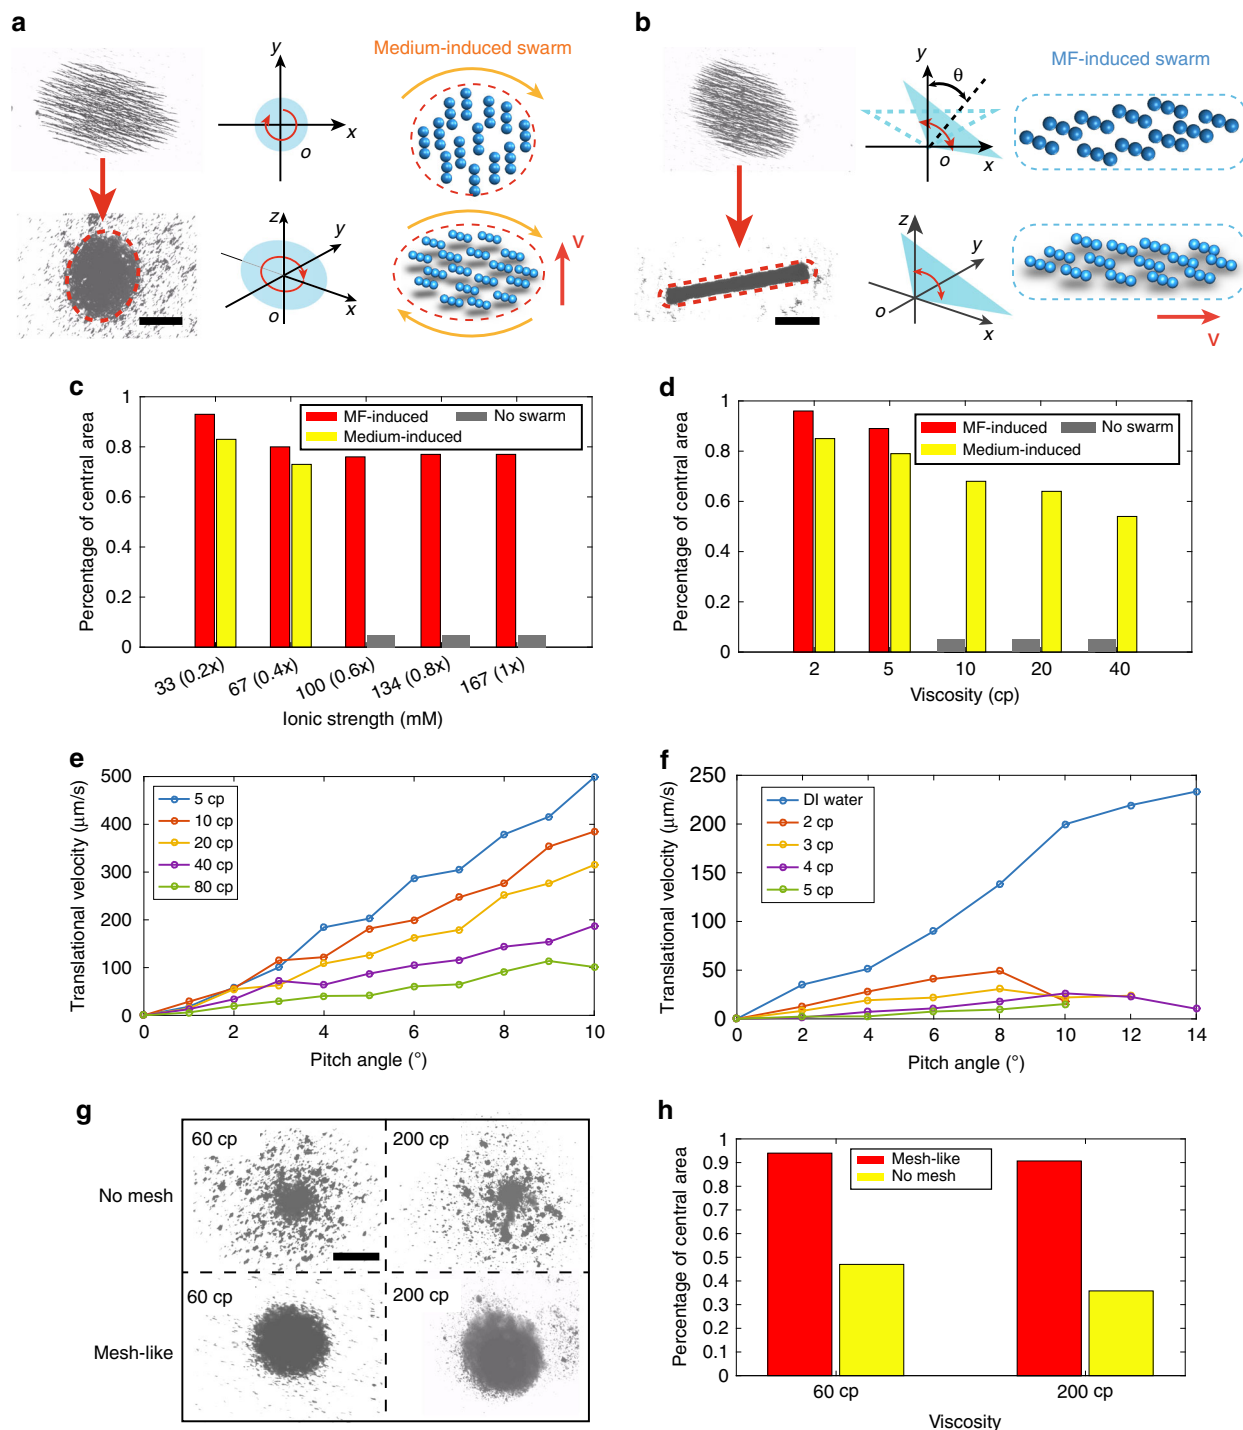 a
Medium-induced swarm
y
x
o
z
y
x
o
V
b
MF-induced swarm
y
θ
x
o
z
y
x
o
V
c
Percentage of central area
1
0.8
0.6
0.4
0.2
0
MF-induced
No swarm
Medium-induced
33 (0.2x)
67 (0.4x)
100 (0.6x)
134 (0.8x)
167 (1x)
Ionic strength (mM)
d
Percentage of central area
1
0.8
0.6
0.4
0.2
0
MF-induced
No swarm
Medium-induced
2 5 10 20 40
Viscosity (cp)
e
Translational velocity (μm/s)
500
400
300
200
100
0
5 cp
10 cp
20 cp
40 cp
80 cp
0 2 4 6 8 10
Pitch angle (°)
f
Translational velocity (μm/s)
250
200
150
100
50
0
DI water
2 cp
3 cp
4 cp
5 cp
0 2 4 6 8 10 12 14
Pitch angle (°)
g
No mesh
60 cp
200 cp
Mesh-like
60 cp
200 cp
h
Percentage of central area
1
0.9
0.8
0.7
0.6
0.5
0.4
0.3
0.2
0.1
0
Mesh-like
No mesh
60 cp
200 cp
Viscosity